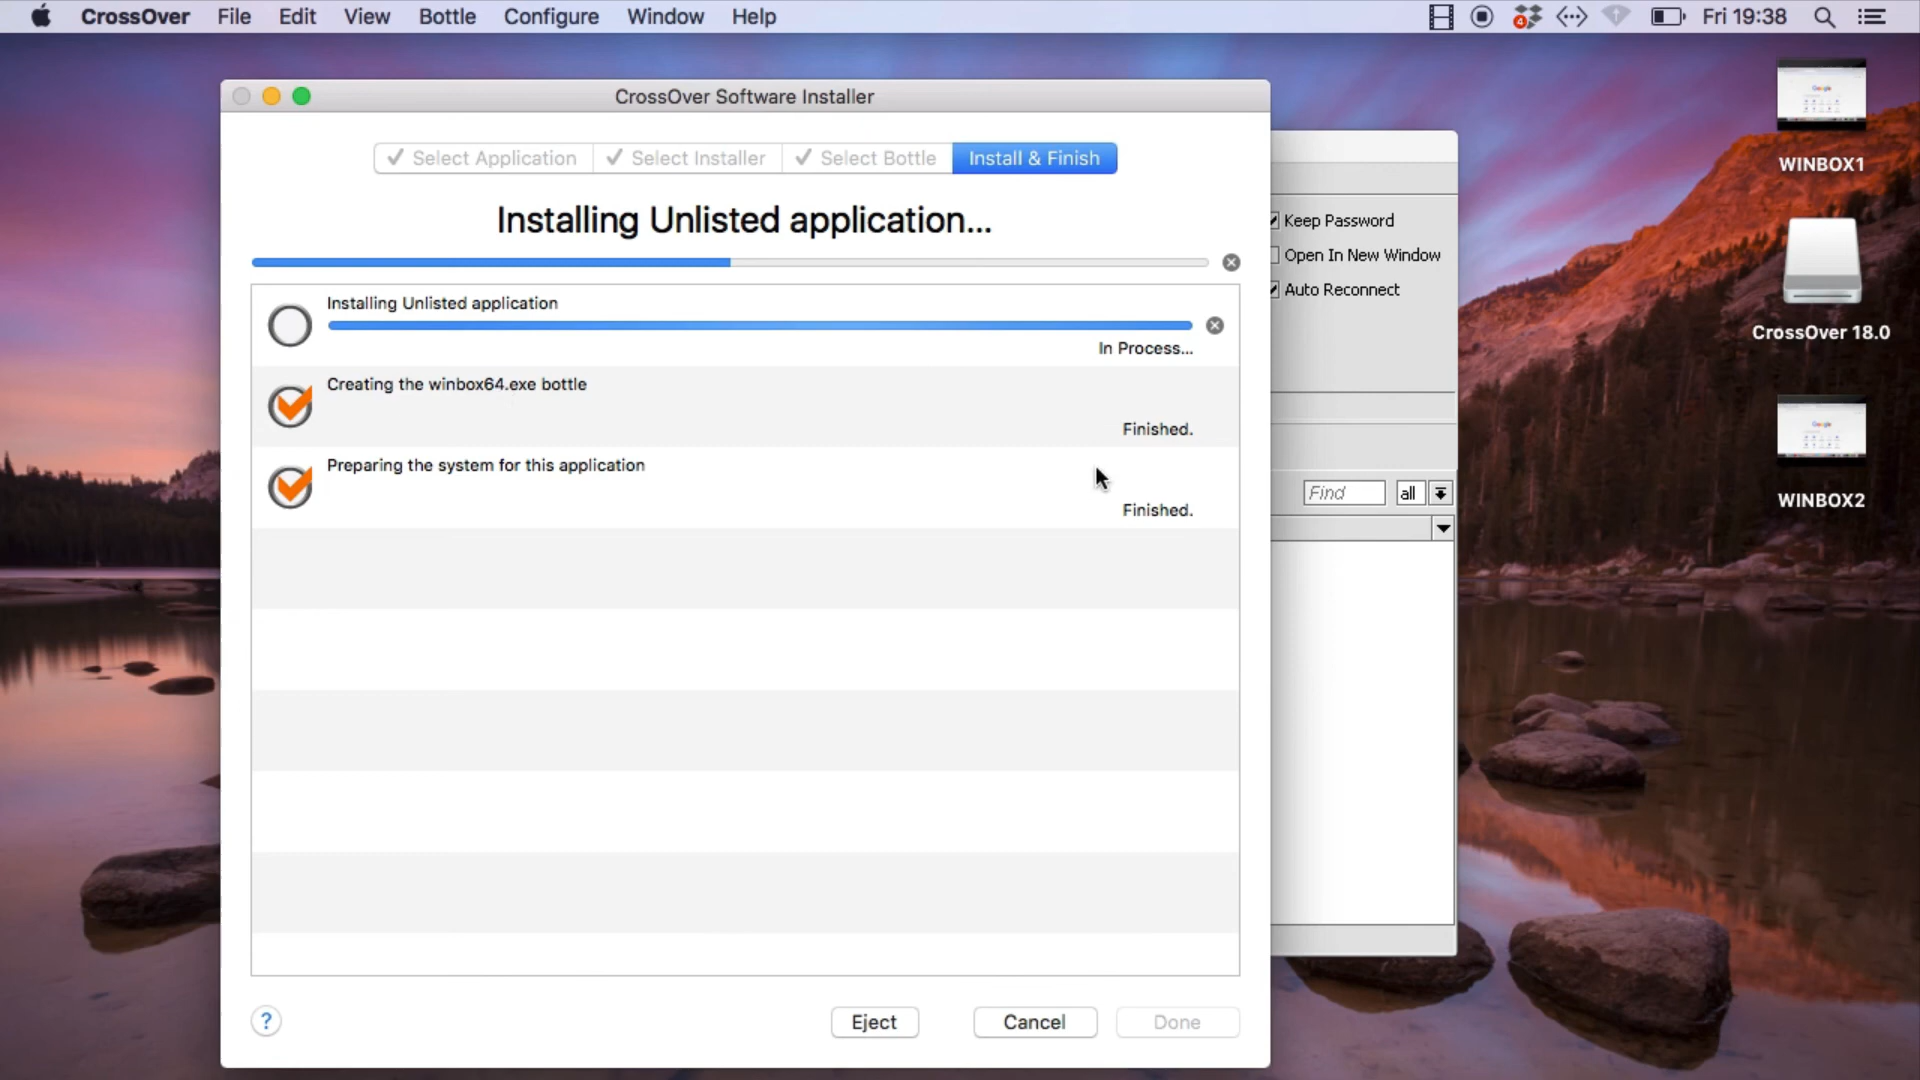 CrossOver File Edit View Bottle Configure Window Help 4 Fri 19:38
CrossOver Software Installer
✓ Select Application ✓ Select Installer ✓ Select Bottle Install & Finish
Installing Unlisted application...
Installing Unlisted application
In Process...
Creating the winbox64.exe bottle
Finished.
Preparing the system for this application
Finished.
? Eject Cancel Done
Keep Password
Open In New Window
Auto Reconnect
Find all
WINBOX1
CrossOver 18.0
WINBOX2